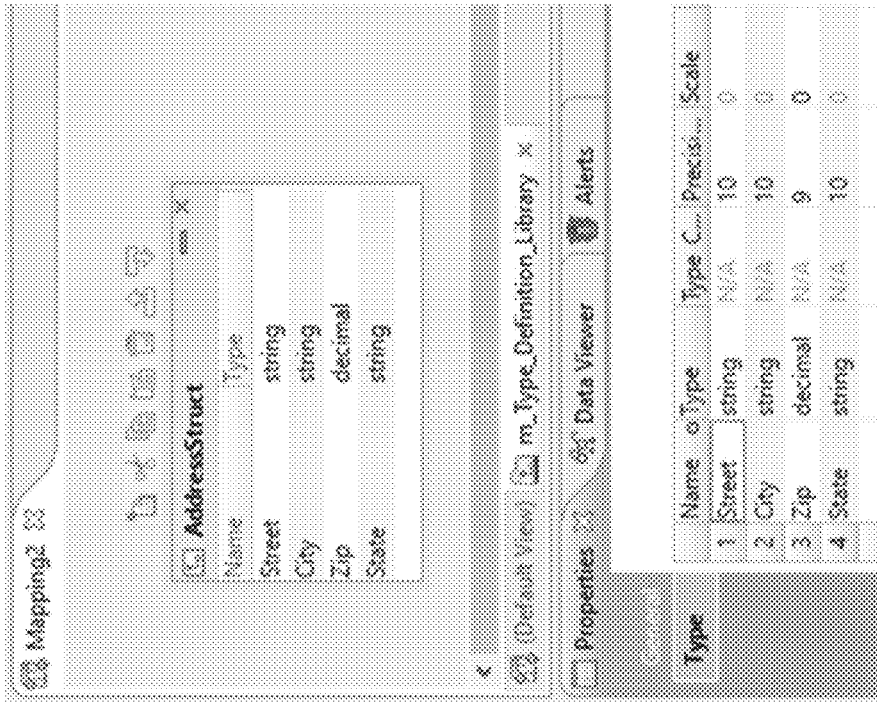 Mapping2
AddressStruct
Name Type
Street string
City string
Zip decimal
State string
(Default View) m_Type_Definition_Library
Properties Data Viewer Alerts
Type
Name Type Type C... Precisi... Scale
1 Street string N/A 10 0
2 City string N/A 10 0
3 Zip decimal N/A 9 0
4 State string N/A 10 0